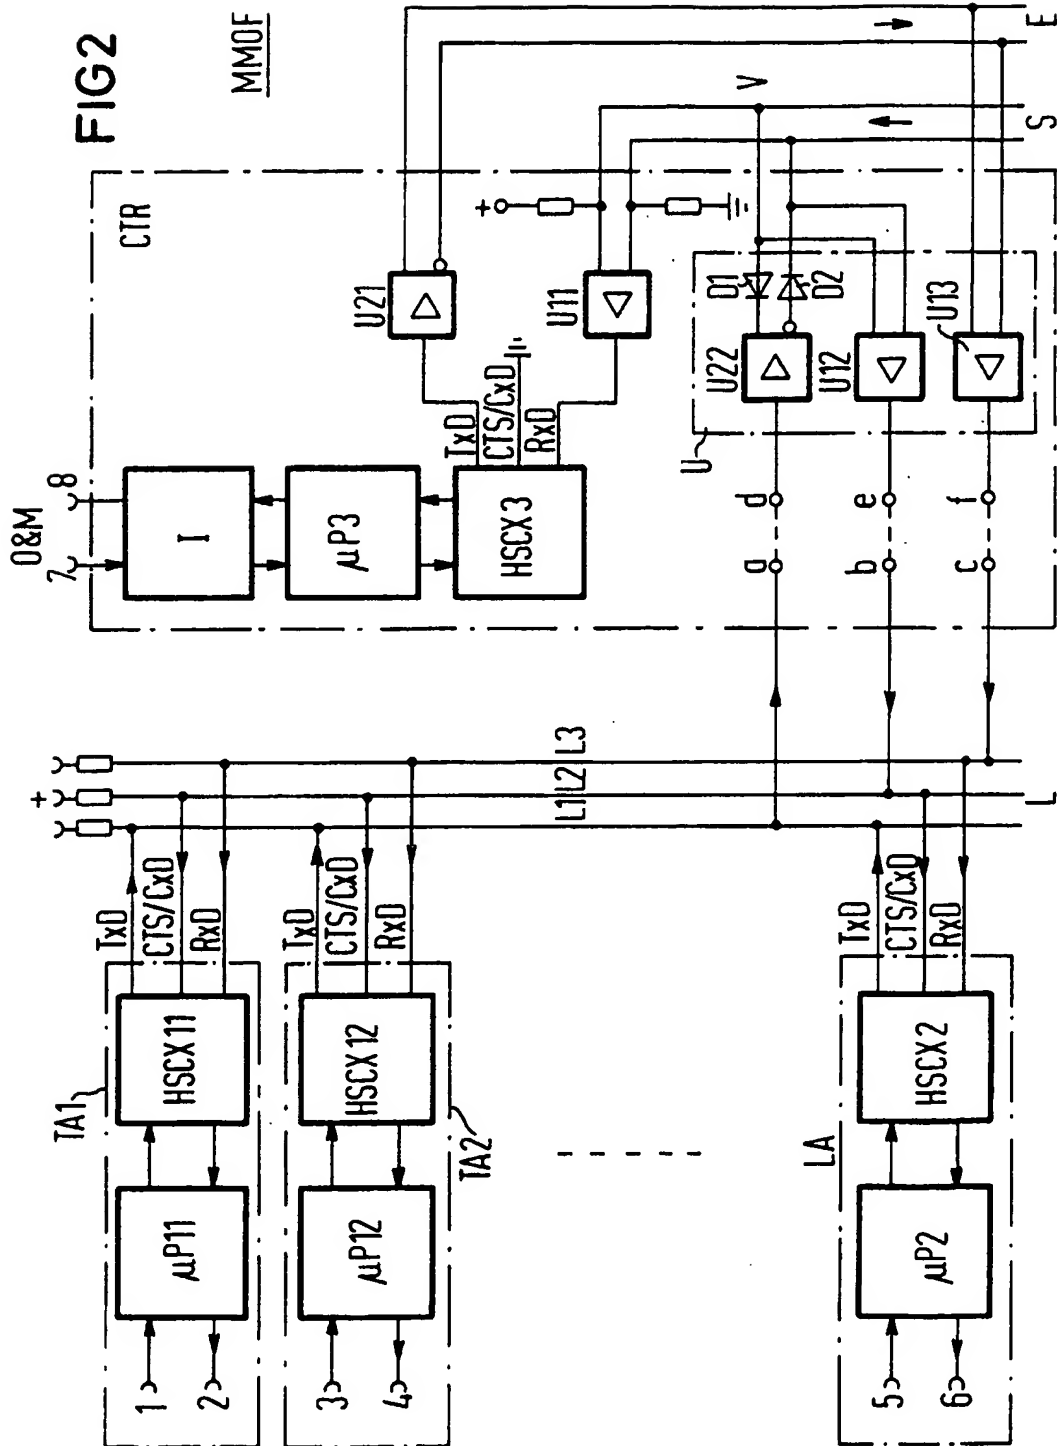 FIG2
MMOF
O&M
7
8
CTR
I
µP3
HSCX3
TxD
CTS/CxD
RxD
U21
U11
+
V
S
E
D1
D2
U22
U12
U13
U
a
d
b
e
c
f
+
L1
L2
L3
L
TA1
TxD
CTS/CxD
RxD
HSCX11
µP11
1
2
TA2
TxD
CTS/CxD
RxD
HSCX12
µP12
3
4
LA
TxD
CTS/CxD
RxD
HSCX2
µP2
5
6